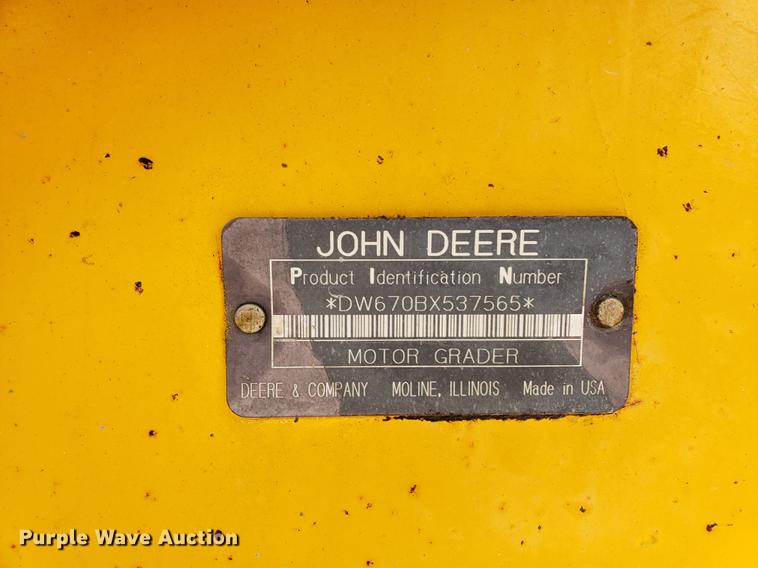 JOHN DEERE
Product Identification Number
*DW670BX537565*
MOTOR GRADER
DEERE & COMPANY MOLINE, ILLINOIS Made in USA
Purple Wave Auction